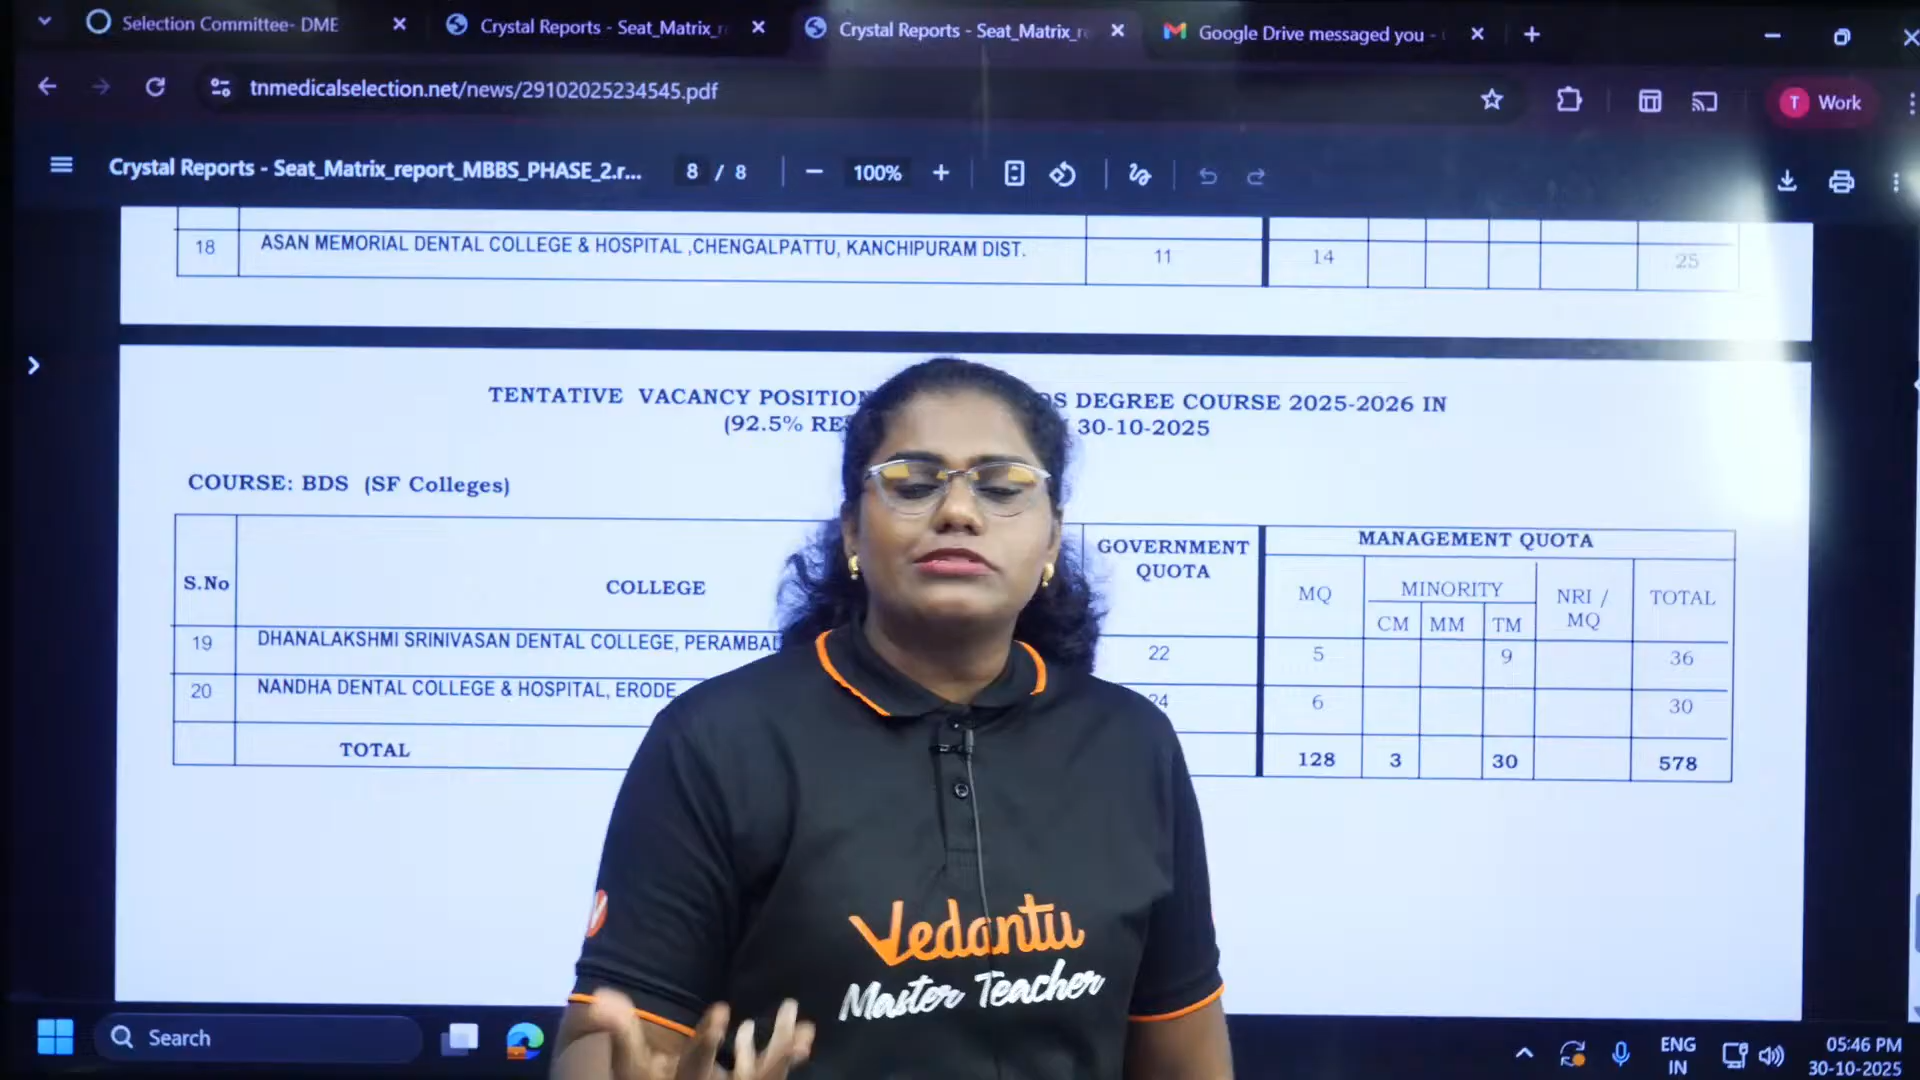 Selection Committee- DME
Crystal Reports - Seat_Matrix_r
Crystal Reports - Seat_Matrix_re
Google Drive messaged you -
tnmedicalselection.net/news/29102025234545.pdf
T Work
Crystal Reports - Seat_Matrix_report_MBBS_PHASE_2.r...
8 / 8
100%
18 ASAN MEMORIAL DENTAL COLLEGE & HOSPITAL ,CHENGALPATTU, KANCHIPURAM DIST. 11 14 25
TENTATIVE VACANCY POSITION DS DEGREE COURSE 2025-2026 IN
(92.5% RE 30-10-2025
COURSE: BDS (SF Colleges)
S.No COLLEGE GOVERNMENT QUOTA MANAGEMENT QUOTA
MQ MINORITY NRI / MQ TOTAL
CM MM TM
19 DHANALAKSHMI SRINIVASAN DENTAL COLLEGE, PERAMBAL 22 5 9 36
20 NANDHA DENTAL COLLEGE & HOSPITAL, ERODE 24 6 30
TOTAL 128 3 30 578
Vedantu
Master Teacher
Search
ENG
IN
05:46 PM
30-10-2025